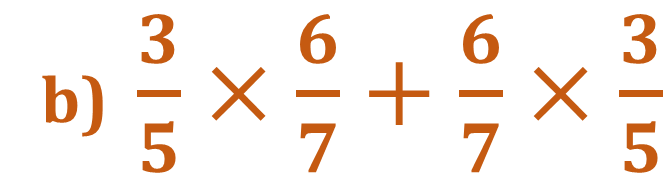 b) 3/5 × 6/7 + 6/7 × 3/5